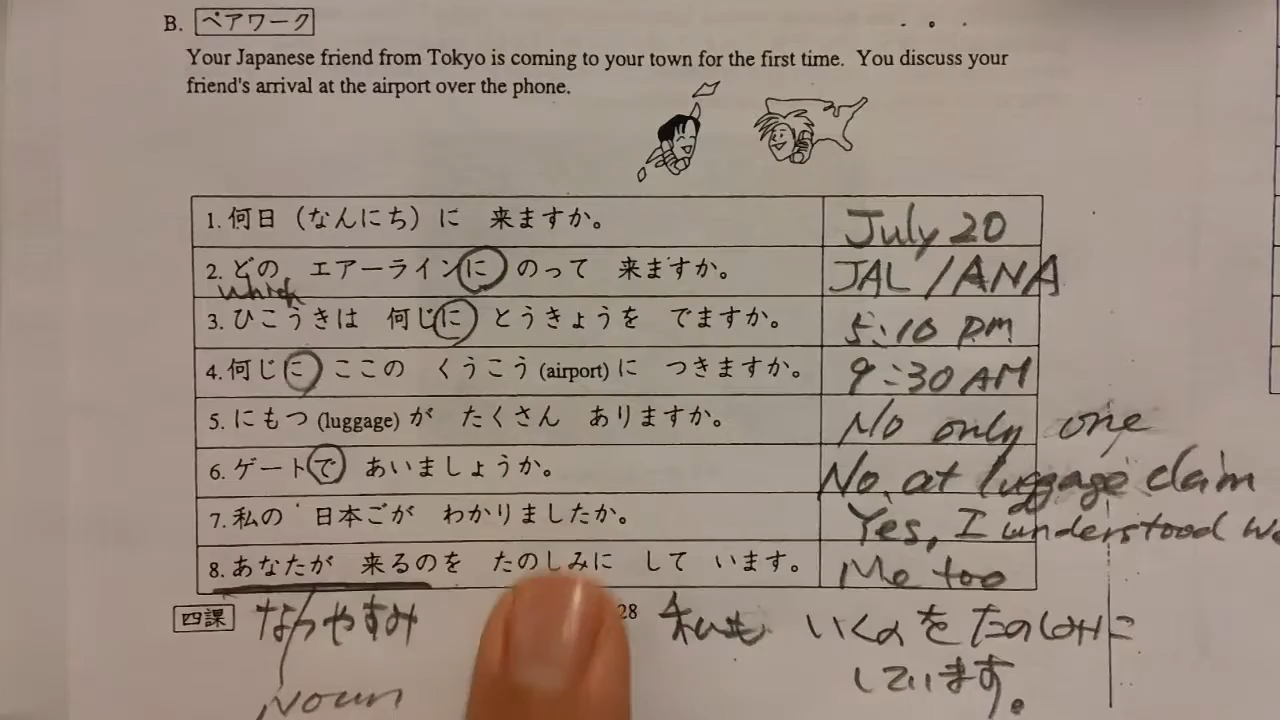 B. ペアワーク
Your Japanese friend from Tokyo is coming to your town for the first time. You discuss your
friend's arrival at the airport over the phone.
1. 何日（なんにち）に 来ますか。 July 20
2. どの エアーラインに のって 来ますか。 JAL / ANA
which
3. ひこうきは 何じに とうきょうを でますか。 5:10 PM
4. 何じに ここの くうこう (airport) に つきますか。 9:30 AM
5. にもつ (luggage) が たくさん ありますか。 No only one
6. ゲートで あいましょうか。 No. at luggage claim
7. 私の 日本ごが わかりましたか。 Yes, I understood
8. あなたが 来るのを たのしみに して います。 Me too
四課 なつやすみ 28 私も いくのをたのしみに
しています。
Noun